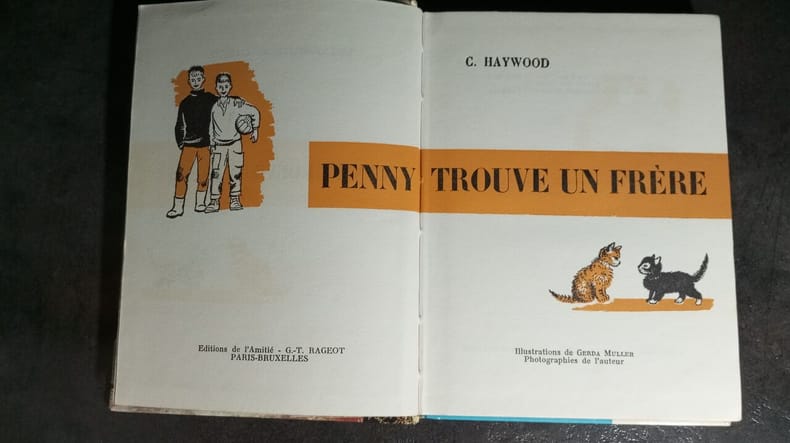 C. HAYWOOD
PENNY TROUVE UN FRÈRE
Editions de l'Amitié - G.-T. RAGEOT
PARIS-BRUXELLES
Illustrations de GERDA MULLER
Photographies de l'auteur